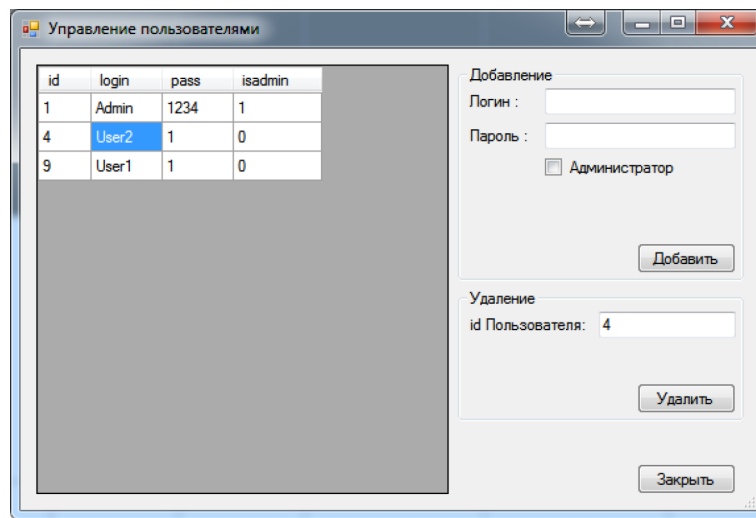 Управление пользователями
id login pass isadmin
1 Admin 1234 1
4 User2 1 0
9 User1 1 0
Добавление
Логин :
Пароль :
Администратор
Добавить
Удаление
id Пользователя: 4
Удалить
Закрыть